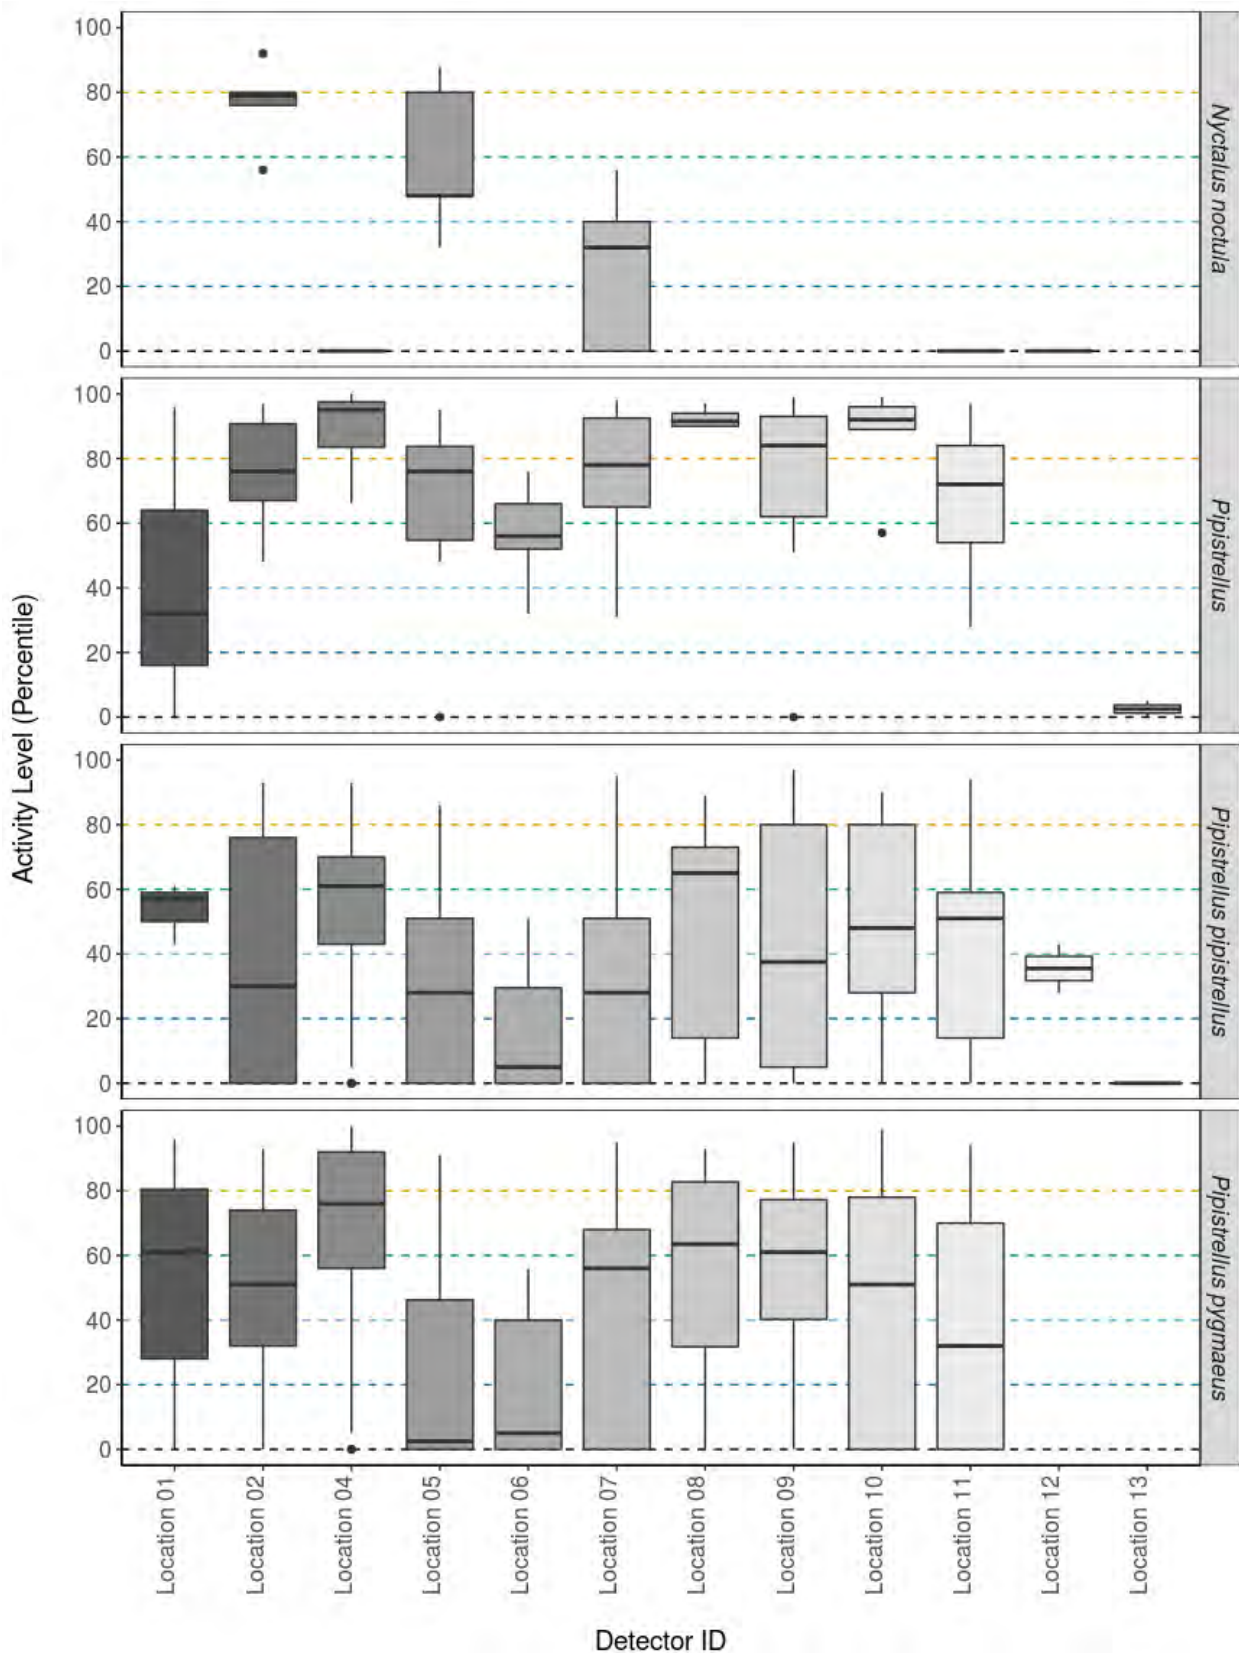 Activity Level (Percentile)
100
80
60
40
20
0
Nyctalus noctula
100
80
60
40
20
0
Pipistrellus
100
80
60
40
20
0
Pipistrellus pipistrellus
100
80
60
40
20
0
Pipistrellus pygmaeus
Location 01
Location 02
Location 04
Location 05
Location 06
Location 07
Location 08
Location 09
Location 10
Location 11
Location 12
Location 13
Detector ID